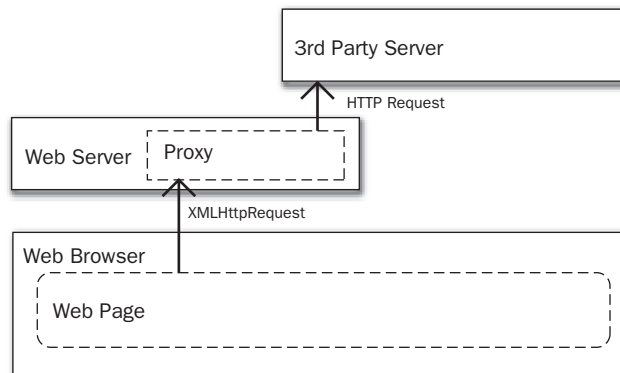 3rd Party Server
HTTP Request
Web Server
Proxy
XMLHttpRequest
Web Browser
Web Page